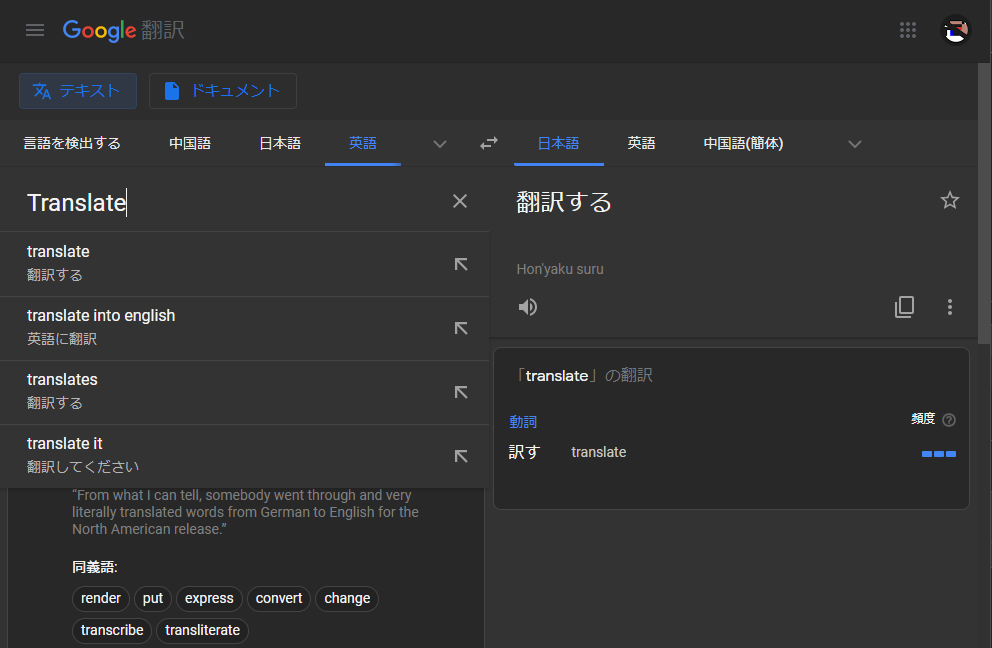 Google 翻訳
テキスト
ドキュメント
言語を検出する 中国語 日本語 英語 日本語 英語 中国語(簡体)
Translate
translate
翻訳する
translate into english
英語に翻訳
translates
翻訳する
translate it
翻訳してください
“From what I can tell, somebody went through and very
literally translated words from German to English for the
North American release.”
同義語:
render put express convert change
transcribe transliterate
翻訳する
Hon'yaku suru
「translate」の翻訳
動詞 頻度
訳す translate